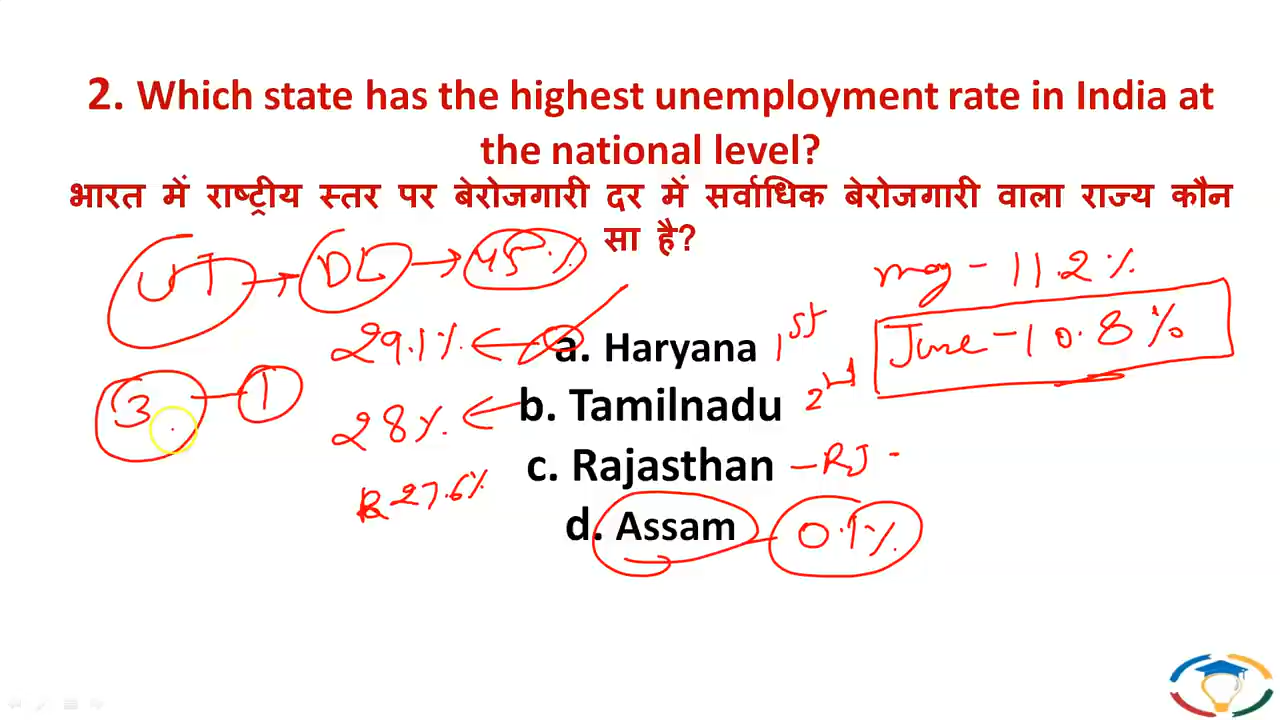 2. Which state has the highest unemployment rate in India at
the national level?
भारत में राष्ट्रीय स्तर पर बेरोजगारी दर में सर्वाधिक बेरोजगारी वाला राज्य कौन
सा है?
UT → DL → 45%
may - 11.2%
June - 10.8%
29.1% ← a. Haryana 1st
3 - 1
28% ← b. Tamilnadu 2nd
c. Rajasthan - RJ -
27.6%
d. Assam - 0.1%